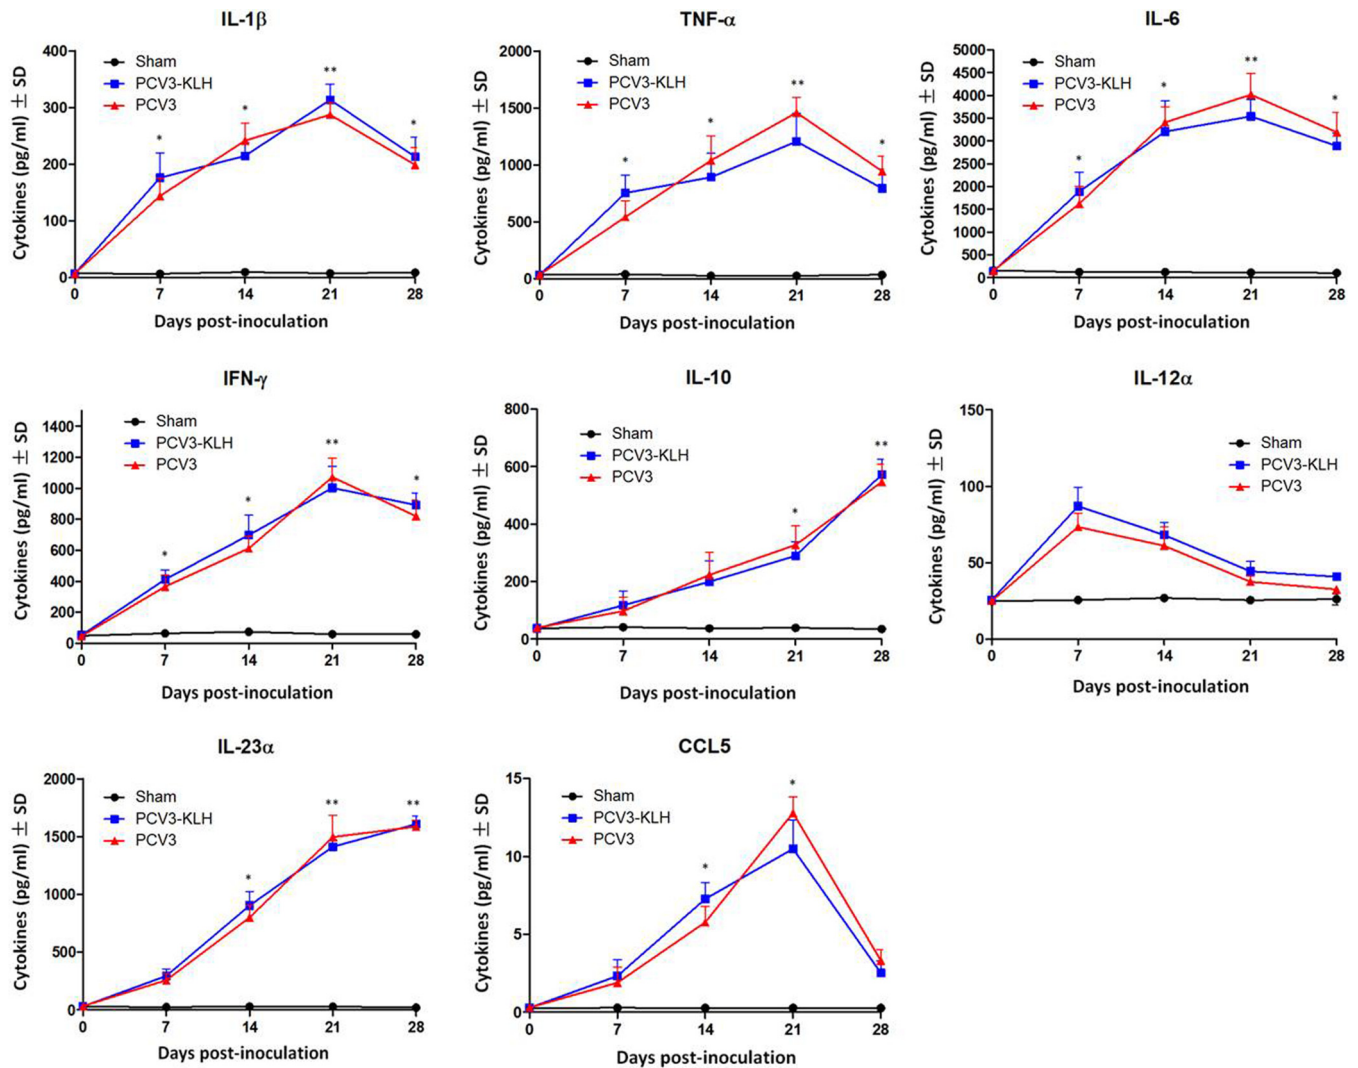 IL-1β
Cytokines (pg/ml) ± SD
400
300
200
100
0
Sham
PCV3-KLH
PCV3
*
*
**
*
0 7 14 21 28
Days post-inoculation
TNF-α
Cytokines (pg/ml) ± SD
2000
1500
1000
500
0
Sham
PCV3-KLH
PCV3
*
*
**
*
0 7 14 21 28
Days post-inoculation
IL-6
Cytokines (pg/ml) ± SD
5000
4500
4000
3500
3000
2500
2000
1500
1000
500
0
Sham
PCV3-KLH
PCV3
*
*
**
*
0 7 14 21 28
Days post-inoculation
IFN-γ
Cytokines (pg/ml) ± SD
1400
1200
1000
800
600
400
200
0
Sham
PCV3-KLH
PCV3
*
*
**
*
0 7 14 21 28
Days post-inoculation
IL-10
Cytokines (pg/ml) ± SD
800
600
400
200
0
Sham
PCV3-KLH
PCV3
*
**
0 7 14 21 28
Days post-inoculation
IL-12α
Cytokines (pg/ml) ± SD
150
100
50
0
Sham
PCV3-KLH
PCV3
0 7 14 21 28
Days post-inoculation
IL-23α
Cytokines (pg/ml) ± SD
2000
1500
1000
500
0
Sham
PCV3-KLH
PCV3
*
**
**
0 7 14 21 28
Days post-inoculation
CCL5
Cytokines (pg/ml) ± SD
15
10
5
0
Sham
PCV3-KLH
PCV3
*
*
0 7 14 21 28
Days post-inoculation